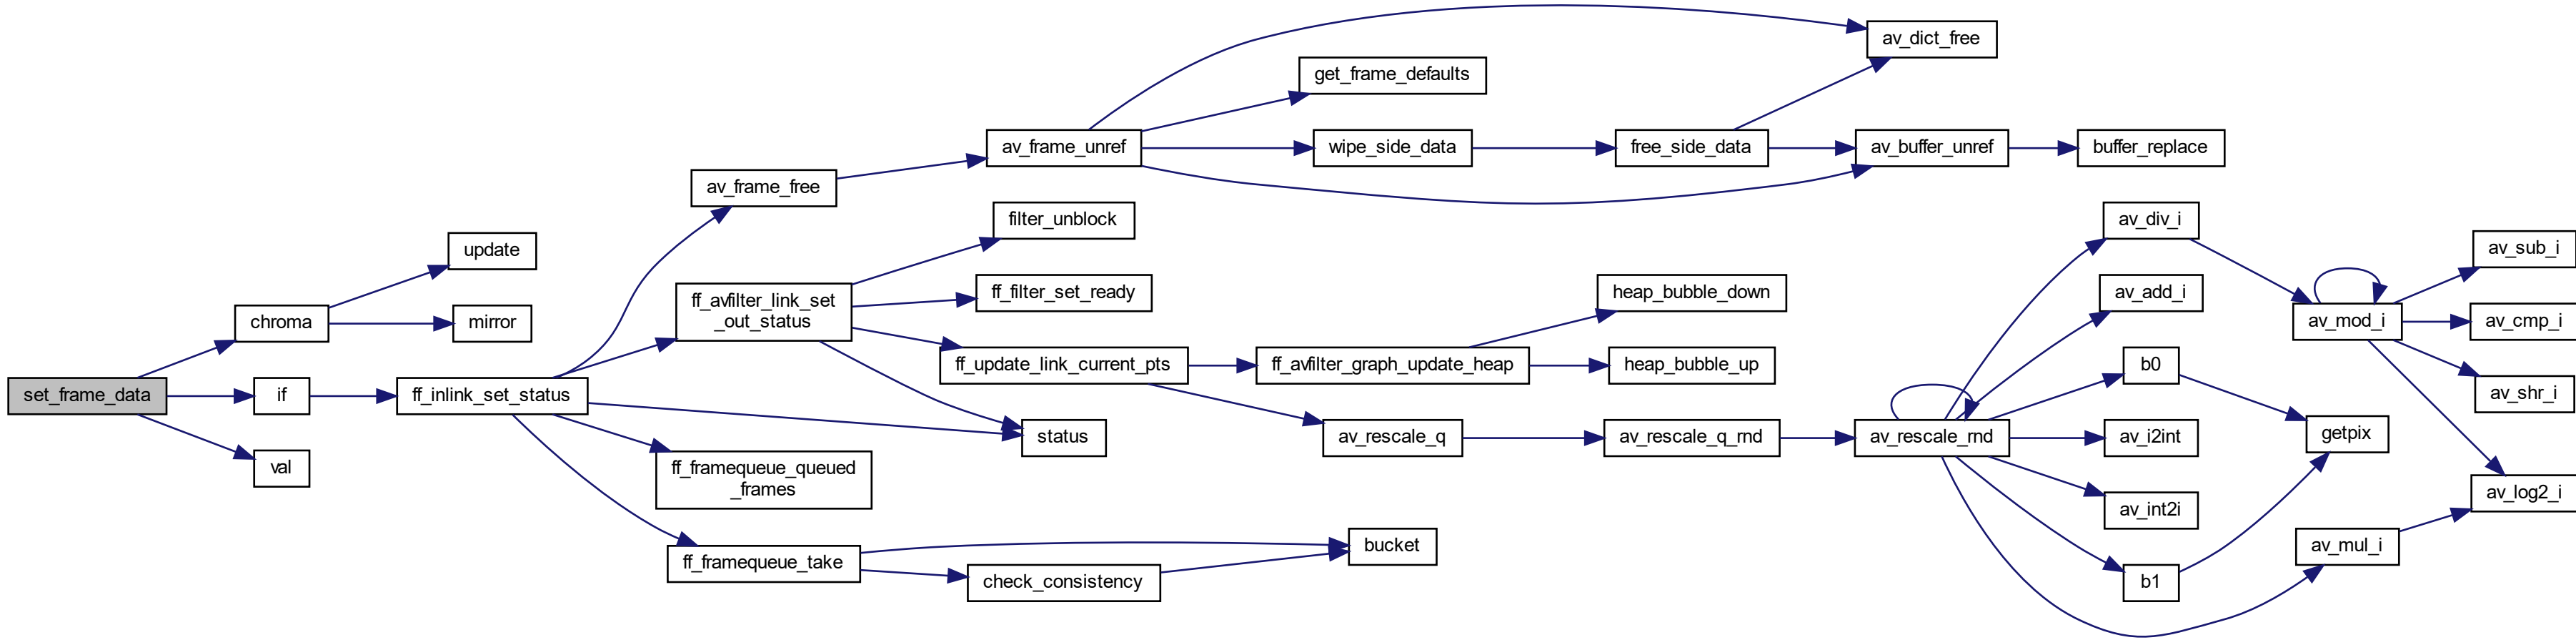 set_frame_data
chroma
update
mirror
if
val
ff_inlink_set_status
av_frame_free
av_frame_unref
av_dict_free
get_frame_defaults
wipe_side_data
free_side_data
av_buffer_unref
buffer_replace
ff_avfilter_link_set
_out_status
filter_unblock
ff_filter_set_ready
ff_update_link_current_pts
status
ff_avfilter_graph_update_heap
heap_bubble_down
heap_bubble_up
av_rescale_q
av_rescale_q_rnd
av_rescale_rnd
av_div_i
av_add_i
b0
av_i2int
av_int2i
b1
av_mod_i
getpix
av_mul_i
av_sub_i
av_cmp_i
av_shr_i
av_log2_i
ff_framequeue_queued
_frames
ff_framequeue_take
check_consistency
bucket